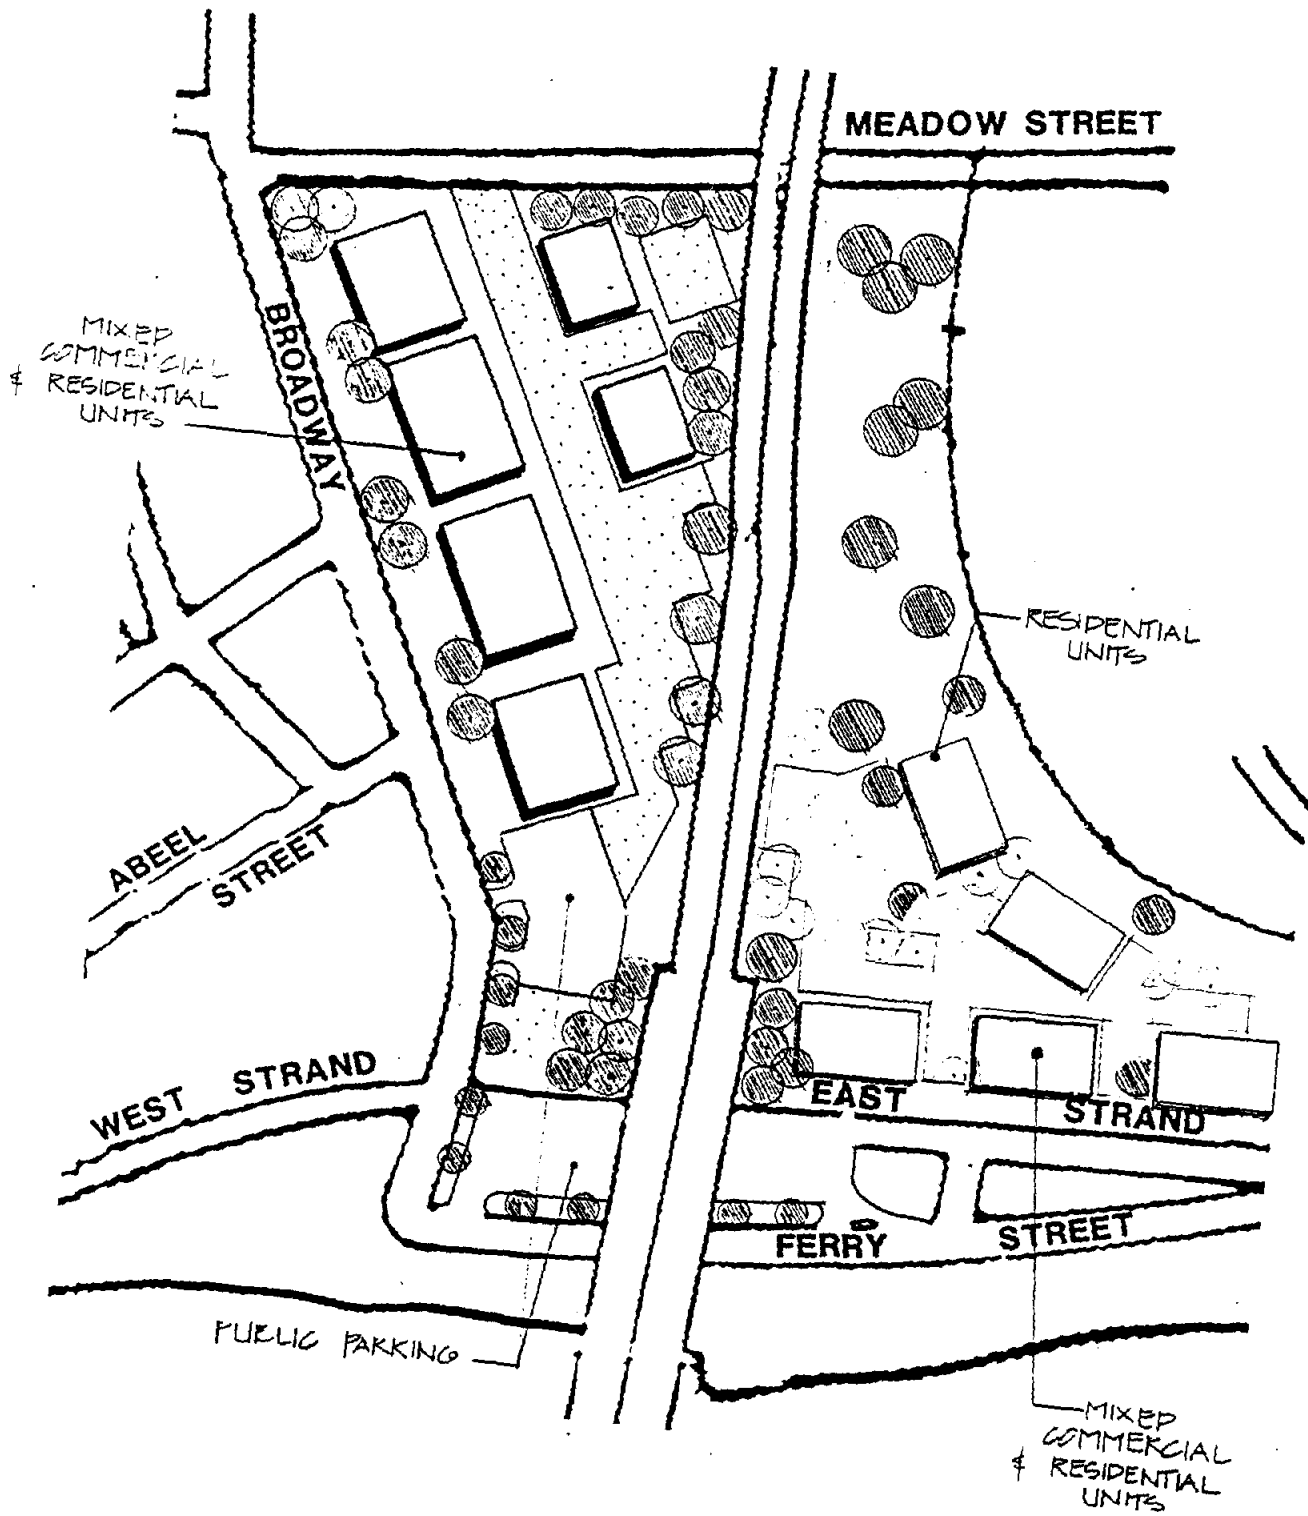 MEADOW STREET
BROADWAY
MIXED
COMMERCIAL
& RESIDENTIAL
UNITS
RESIDENTIAL
UNITS
ABEEL
STREET
WEST STRAND
EAST
STRAND
FERRY
STREET
PUBLIC PARKING
MIXED
COMMERCIAL
& RESIDENTIAL
UNITS